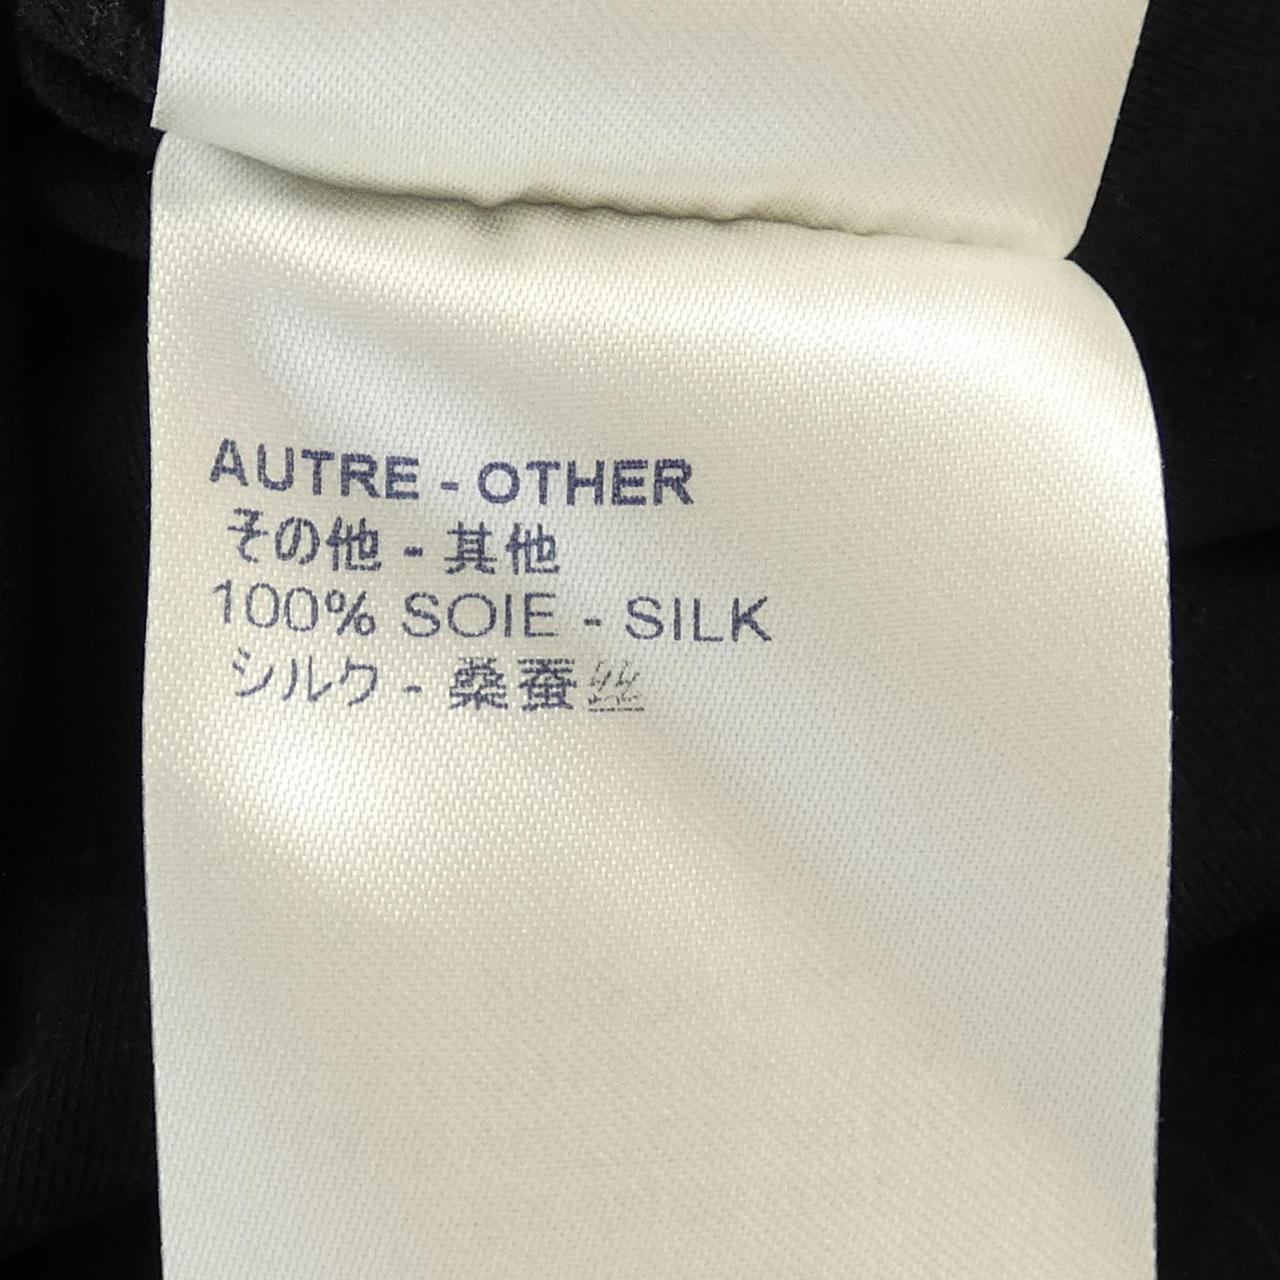 AUTRE - OTHER
その他 - 其他
100% SOIE - SILK
シルク - 桑蚕丝